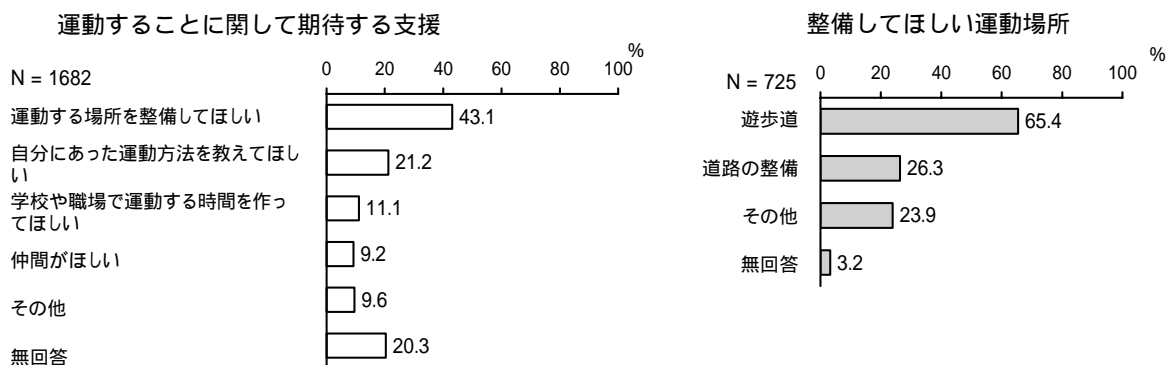 運動することに関して期待する支援
N = 1682
0 20 40 60 80 100 %
運動する場所を整備してほしい 43.1
自分にあった運動方法を教えてほし
い 21.2
学校や職場で運動する時間を作っ
てほしい 11.1
仲間がほしい 9.2
その他 9.6
無回答 20.3
整備してほしい運動場所
N = 725
0 20 40 60 80 100 %
遊歩道 65.4
道路の整備 26.3
その他 23.9
無回答 3.2